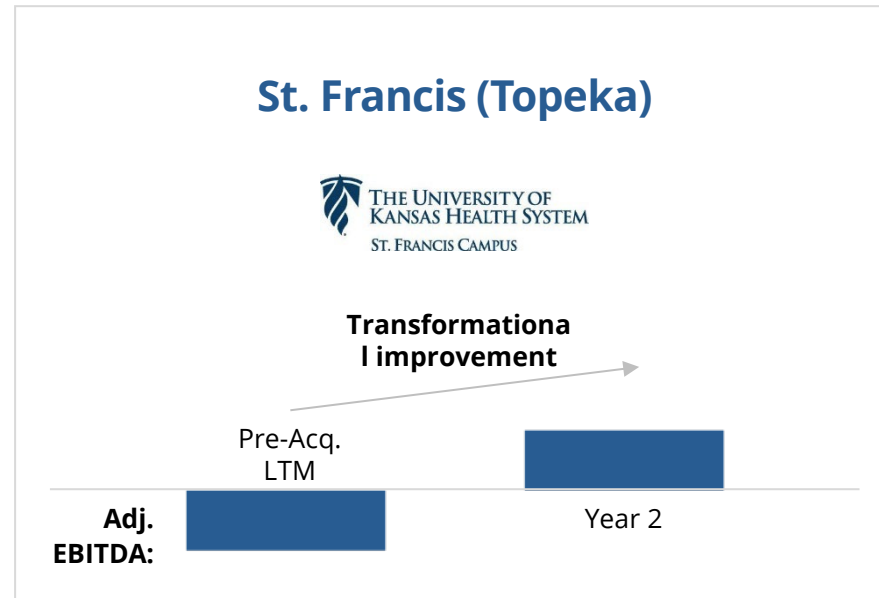 St. Francis (Topeka)
THE UNIVERSITY OF
KANSAS HEALTH SYSTEM
ST. FRANCIS CAMPUS
Transformationa
l improvement
Pre-Acq.
LTM
Adj.
EBITDA:
Year 2